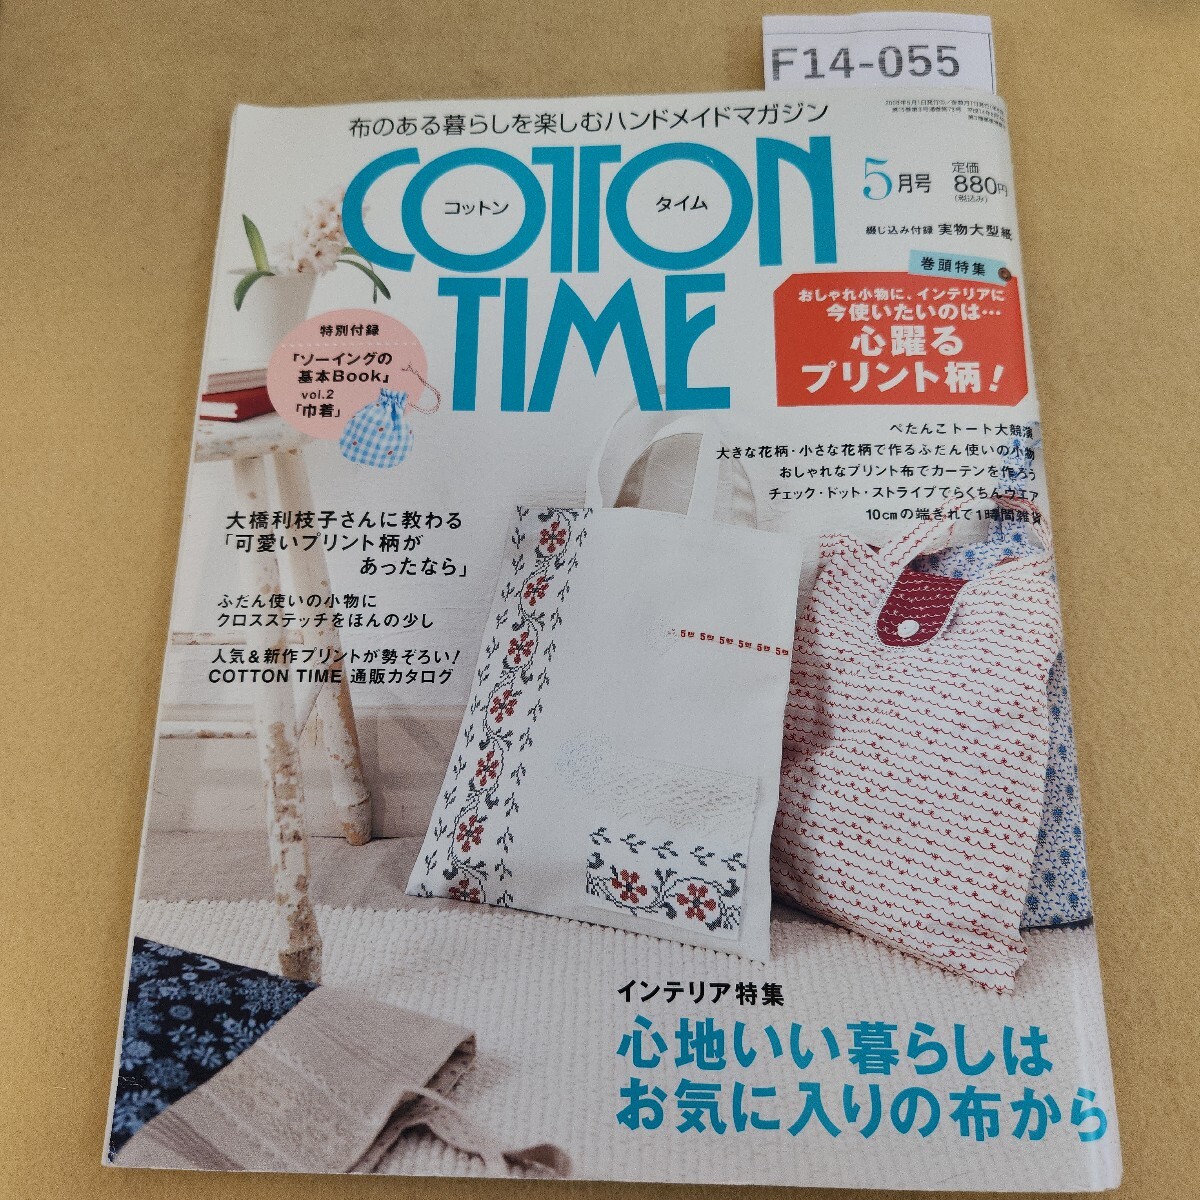 F14-055
布のある暮らしを楽しむハンドメイドマガジン
COTTON
コットン
タイム
TIME
5月号
定価
880円
(税込み)
綴じ込み付録 実物大型紙
巻頭特集
おしゃれ小物に、インテリアに
今使いたいのは…
心躍る
プリント柄!
特別付録
「ソーイングの
基本Book」
vol.2
「巾着」
ぺたんこトート大競演
大きな花柄・小さな花柄で作るふだん使いの小物
おしゃれなプリント布でカーテンを作ろう
チェック・ドット・ストライプでらくちんウエア
10cmの端ぎれで1時間雑貨
大橋利枝子さんに教わる
「可愛いプリント柄が
あったなら」
ふだん使いの小物に
クロスステッチをほんの少し
人気&新作プリントが勢ぞろい!
COTTON TIME 通販カタログ
インテリア特集
心地いい暮らしは
お気に入りの布から